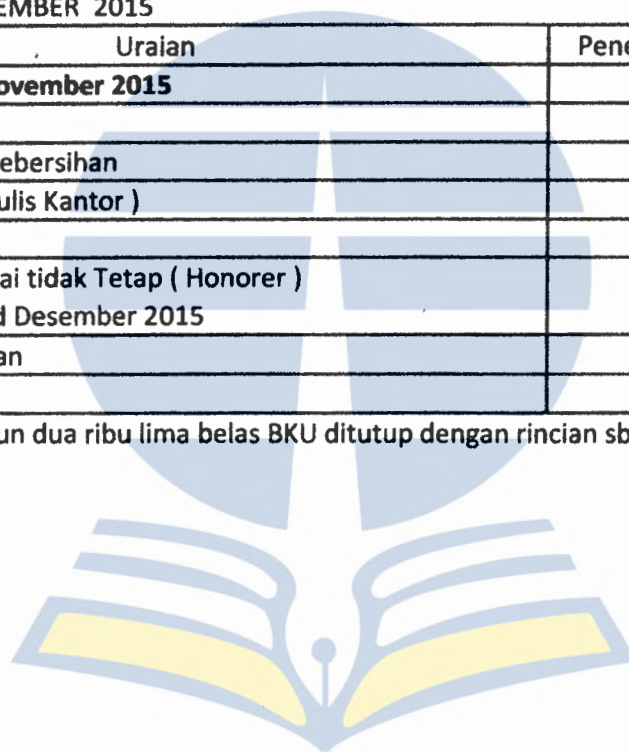 EMBER 2015
Uraian Pene
ovember 2015
ebersihan
ulis Kantor )
ai tidak Tetap ( Honorer )
d Desember 2015
an
un dua ribu lima belas BKU ditutup dengan rincian sb